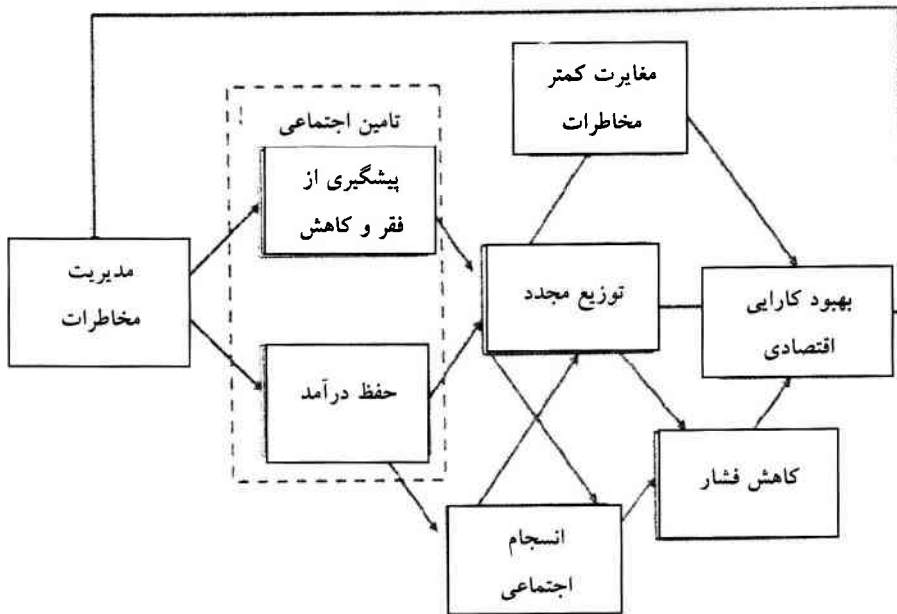 مغایرت کمتر
مخاطرات
تامین اجتماعی
پیشگیری از
فقر و کاهش
مدیریت
مخاطرات
توزیع مجدد
بهبود کارایی
اقتصادی
حفظ درآمد
کاهش فشار
انسجام
اجتماعی